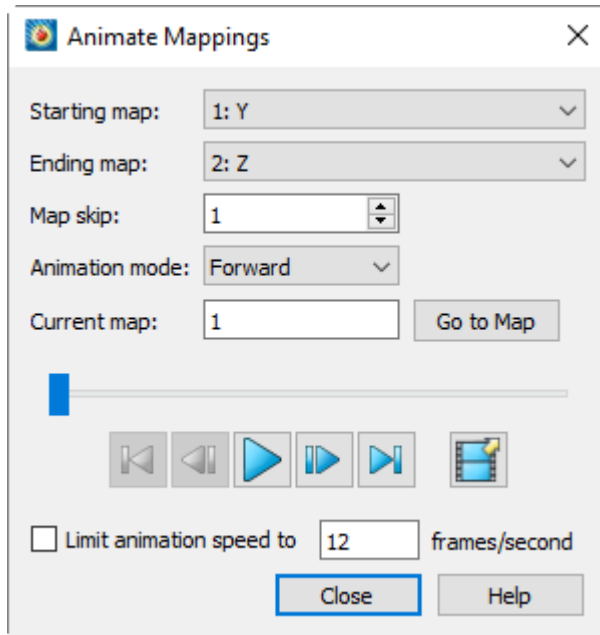 Animate Mappings
Starting map: 1: Y
Ending map: 2: Z
Map skip: 1
Animation mode: Forward
Current map: 1 Go to Map
Limit animation speed to 12 frames/second
Close Help